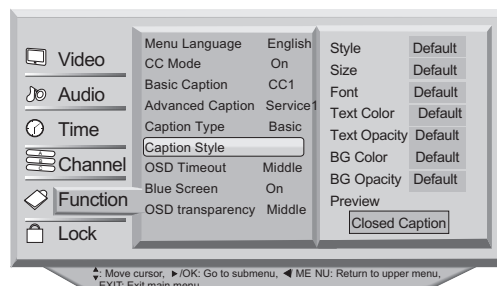 Video
Audio
Time
Channel
Function
Lock
Menu Language English
CC Mode On
Basic Caption CC1
Advanced Caption Service1
Caption Type Basic
Caption Style
OSD Timeout Middle
Blue Screen On
OSD transparency Middle
Style Default
Size Default
Font Default
Text Color Default
Text Opacity Default
BG Color Default
BG Opacity Default
Preview
Closed Caption
: Move cursor, ▶/OK: Go to submenu, ◀ ME NU: Return to upper menu,
EXIT: Exit main menu